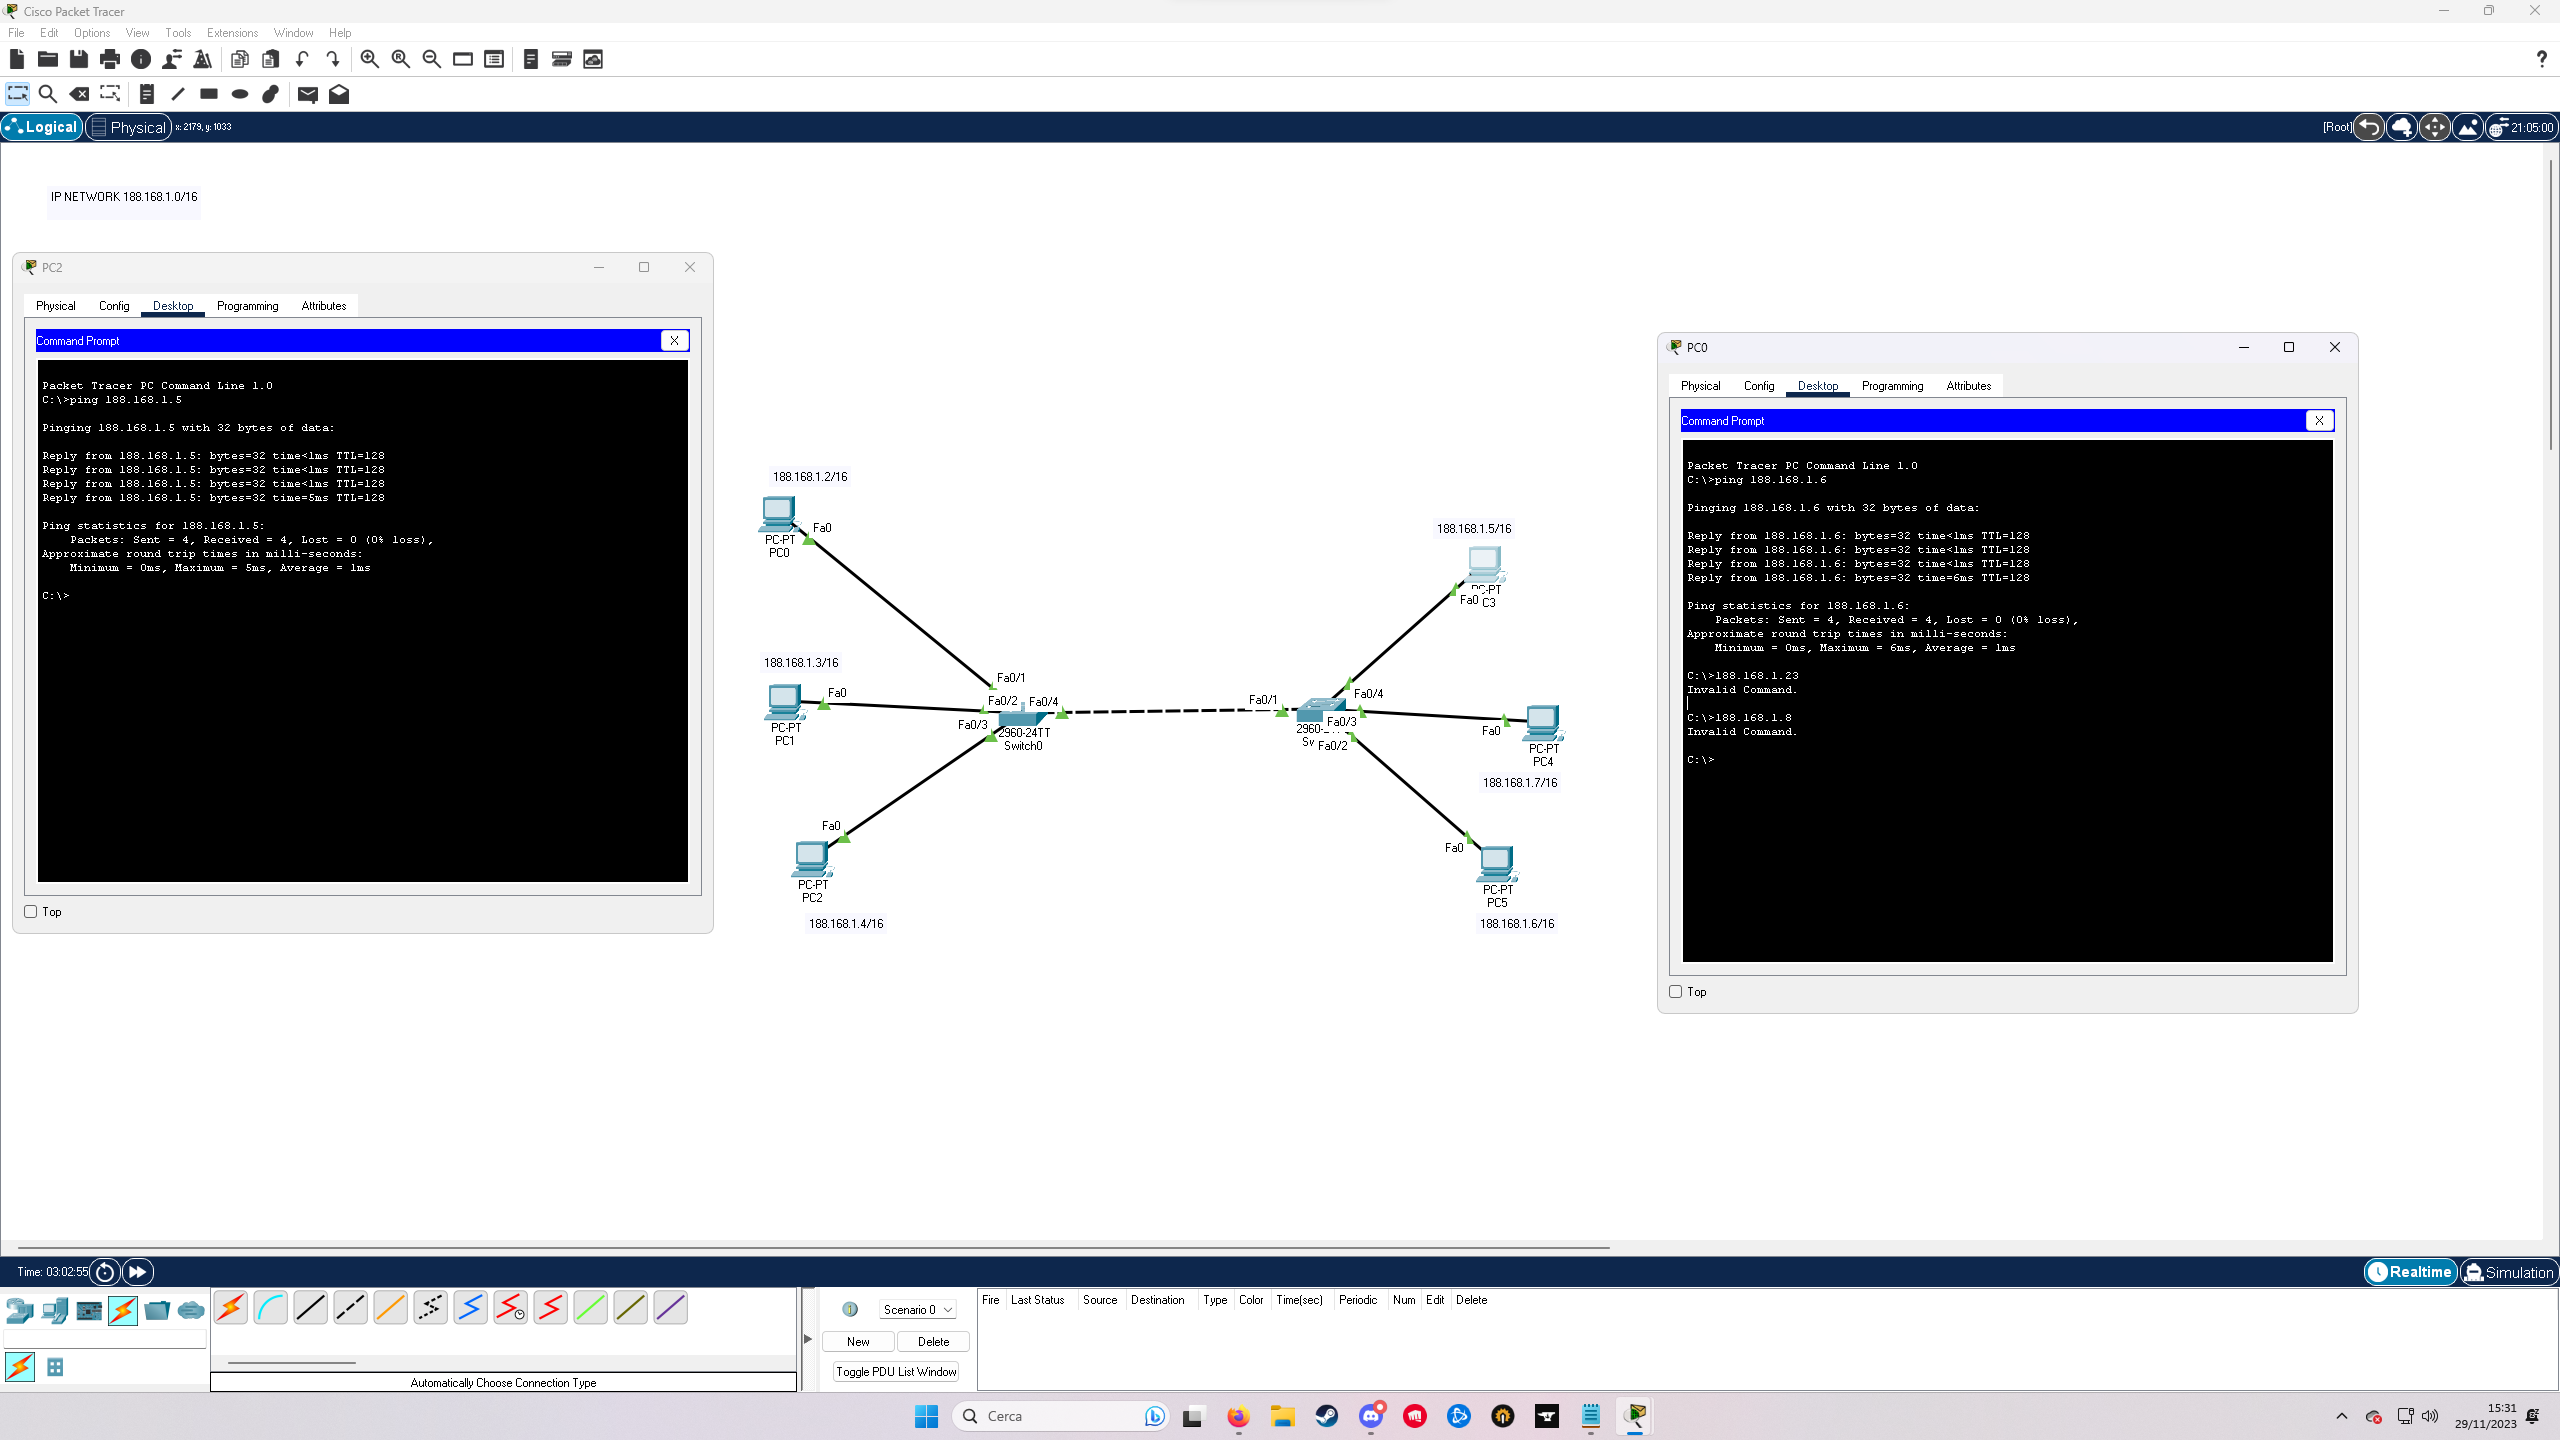 Cisco Packet Tracer
File Edit Options View Tools Extensions Window Help
Logical Physical x: 2179, y: 1033 [Root] 21:05:00
IP NETWORK 188.168.1.0/16
PC2
Physical Config Desktop Programming Attributes
Command Prompt X
Packet Tracer PC Command Line 1.0
C:\>ping 188.168.1.5
Pinging 188.168.1.5 with 32 bytes of data:
Reply from 188.168.1.5: bytes=32 time<1ms TTL=128
Reply from 188.168.1.5: bytes=32 time<1ms TTL=128
Reply from 188.168.1.5: bytes=32 time<1ms TTL=128
Reply from 188.168.1.5: bytes=32 time=5ms TTL=128
Ping statistics for 188.168.1.5:
Packets: Sent = 4, Received = 4, Lost = 0 (0% loss),
Approximate round trip times in milli-seconds:
Minimum = 0ms, Maximum = 5ms, Average = 1ms
C:\>
Top
188.168.1.2/16
Fa0
PC-PT
PC0
188.168.1.3/16
Fa0
PC-PT
PC1
Fa0/1
Fa0/2 Fa0/4
Fa0/3
2960-24TT
Switch0
Fa0
PC-PT
PC2
188.168.1.4/16
188.168.1.5/16
PC-PT
Fa0 C3
Fa0/1
Fa0/4
Fa0/3
2960-
Sv Fa0/2
Fa0
PC-PT
PC4
188.168.1.7/16
Fa0
PC-PT
PC5
188.168.1.6/16
PC0
Physical Config Desktop Programming Attributes
Command Prompt X
Packet Tracer PC Command Line 1.0
C:\>ping 188.168.1.6
Pinging 188.168.1.6 with 32 bytes of data:
Reply from 188.168.1.6: bytes=32 time<1ms TTL=128
Reply from 188.168.1.6: bytes=32 time<1ms TTL=128
Reply from 188.168.1.6: bytes=32 time<1ms TTL=128
Reply from 188.168.1.6: bytes=32 time=6ms TTL=128
Ping statistics for 188.168.1.6:
Packets: Sent = 4, Received = 4, Lost = 0 (0% loss),
Approximate round trip times in milli-seconds:
Minimum = 0ms, Maximum = 6ms, Average = 1ms
C:\>188.168.1.23
Invalid Command.
C:\>188.168.1.8
Invalid Command.
C:\>
Top
Time: 03:02:55 Realtime Simulation
Scenario 0
New Delete
Toggle PDU List Window
Fire Last Status Source Destination Type Color Time(sec) Periodic Num Edit Delete
Automatically Choose Connection Type
Cerca
15:31
29/11/2023